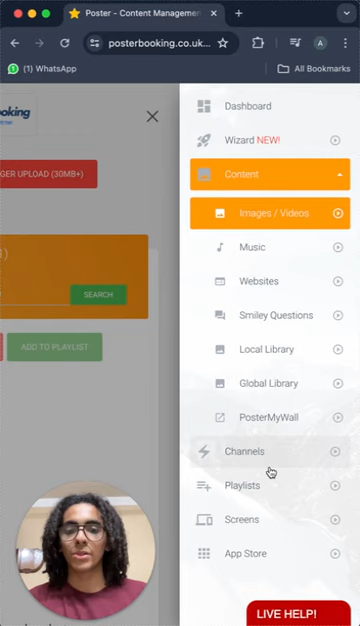 Poster - Content Management
posterbooking.co.uk...
A
(1) WhatsApp
All Bookmarks
GER UPLOAD (30MB+)
SEARCH
ADD TO PLAYLIST
Dashboard
Wizard NEW!
Content
Images / Videos
Music
Websites
Smiley Questions
Local Library
Global Library
PosterMyWall
Channels
Playlists
Screens
App Store
LIVE HELP!